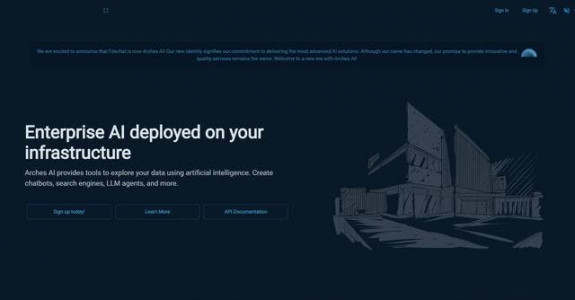 Sign In
Sign Up
We are excited to announce that Filechat is now Arches AI! Our new identity signifies our commitment to delivering the most advanced AI solutions. Although our name has changed, our promise to provide innovative and
quality services remains the same. Welcome to a new era with Arches AI!
Enterprise AI deployed on your
infrastructure
Arches AI provides tools to explore your data using artificial intelligence. Create
chatbots, search engines, LLM agents, and more.
Sign up today!
Learn More
API Documentation